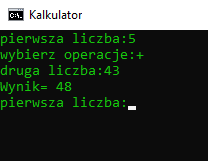 Kalkulator
pierwsza liczba:5
wybierz operacje:+
druga liczba:43
Wynik= 48
pierwsza liczba: